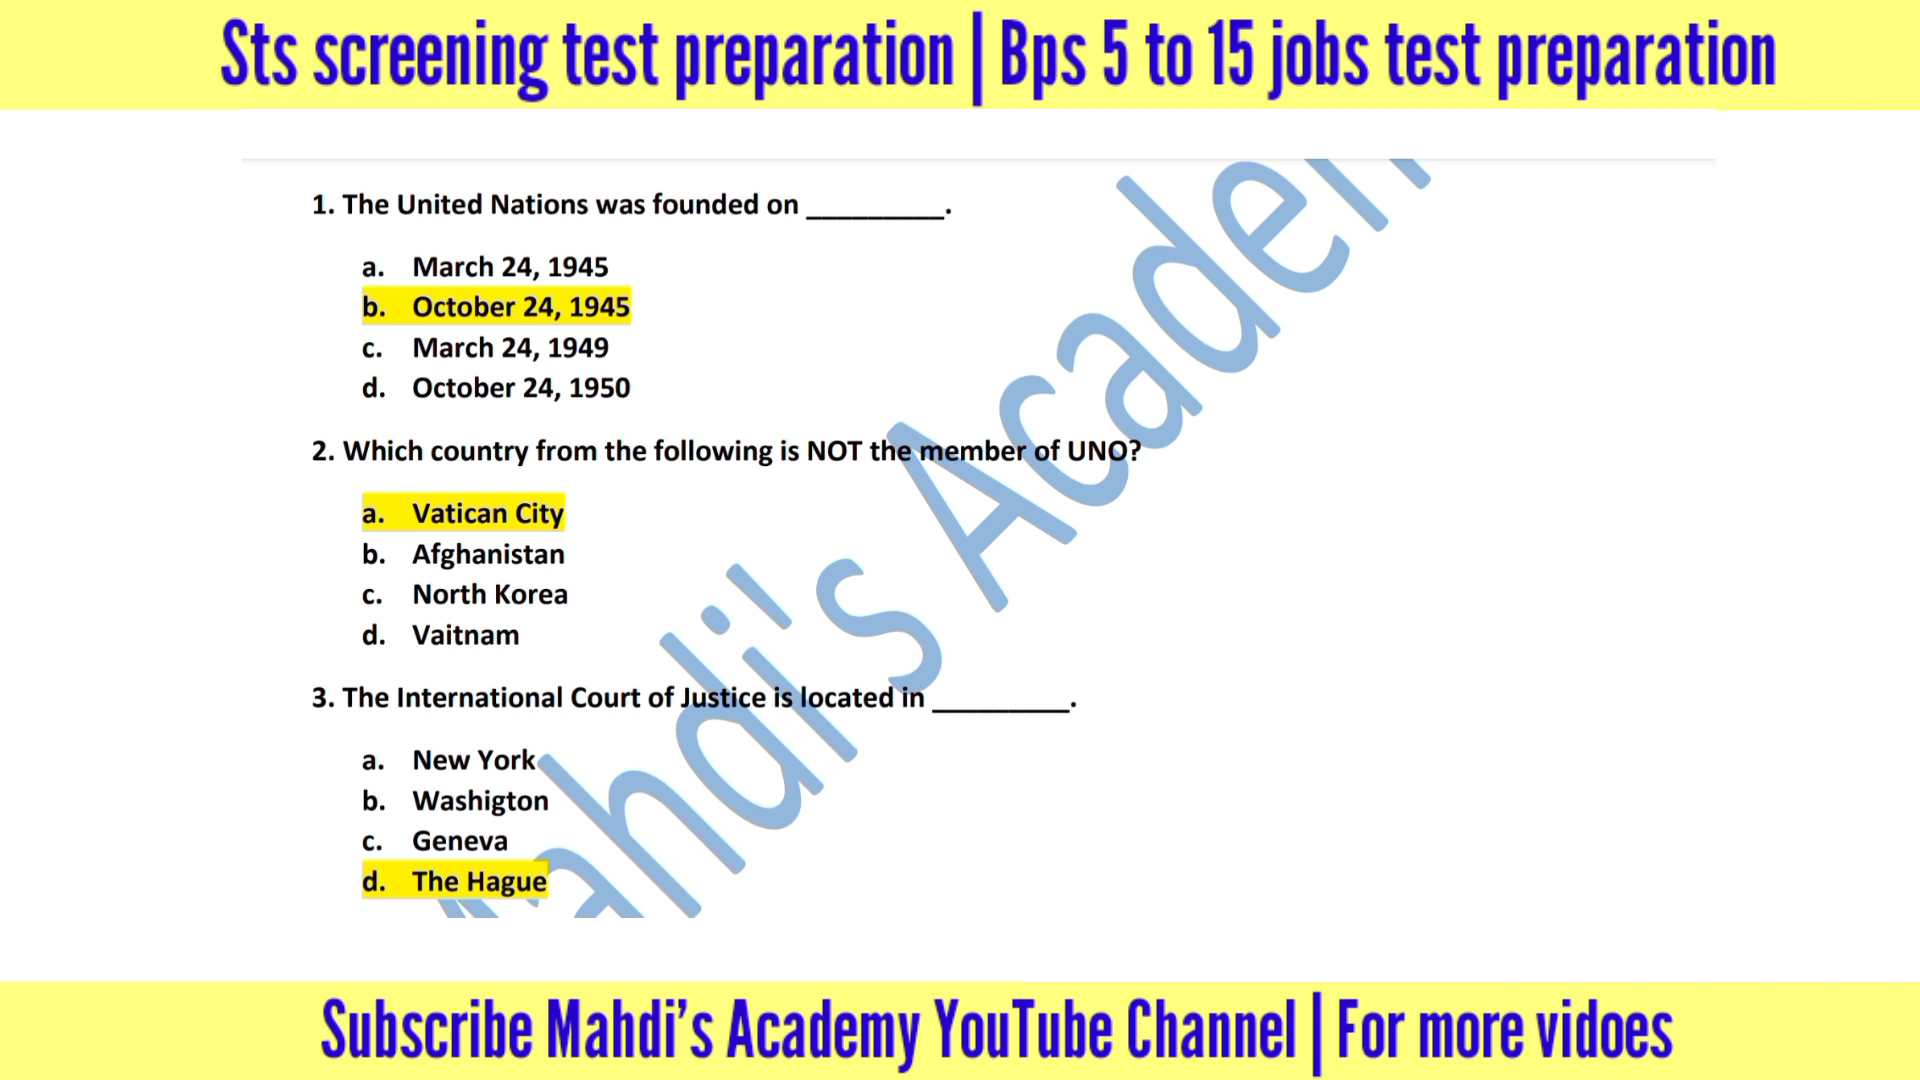 Sts screening test preparation | Bps 5 to 15 jobs test preparation
1. The United Nations was founded on _________.
a. March 24, 1945
b. October 24, 1945
c. March 24, 1949
d. October 24, 1950
2. Which country from the following is NOT the member of UNO?
a. Vatican City
b. Afghanistan
c. North Korea
d. Vaitnam
3. The International Court of Justice is located in _________.
a. New York
b. Washigton
c. Geneva
d. The Hague
Subscribe Mahdi’s Academy YouTube Channel | For more vidoes